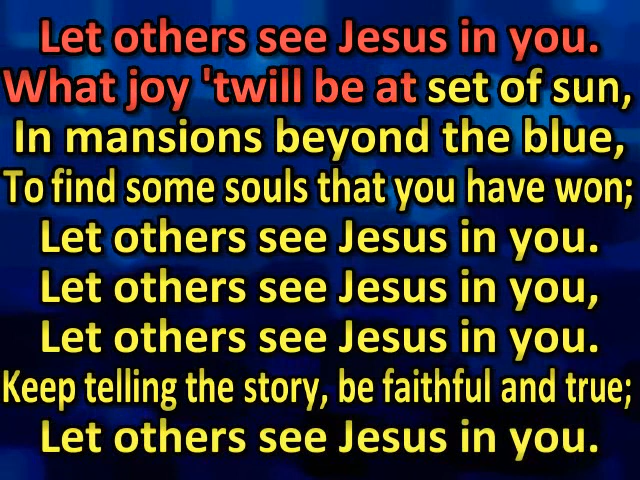 Let others see Jesus in you.
What joy 'twill be at set of sun,
In mansions beyond the blue,
To find some souls that you have won;
Let others see Jesus in you.
Let others see Jesus in you,
Let others see Jesus in you.
Keep telling the story, be faithful and true;
Let others see Jesus in you.